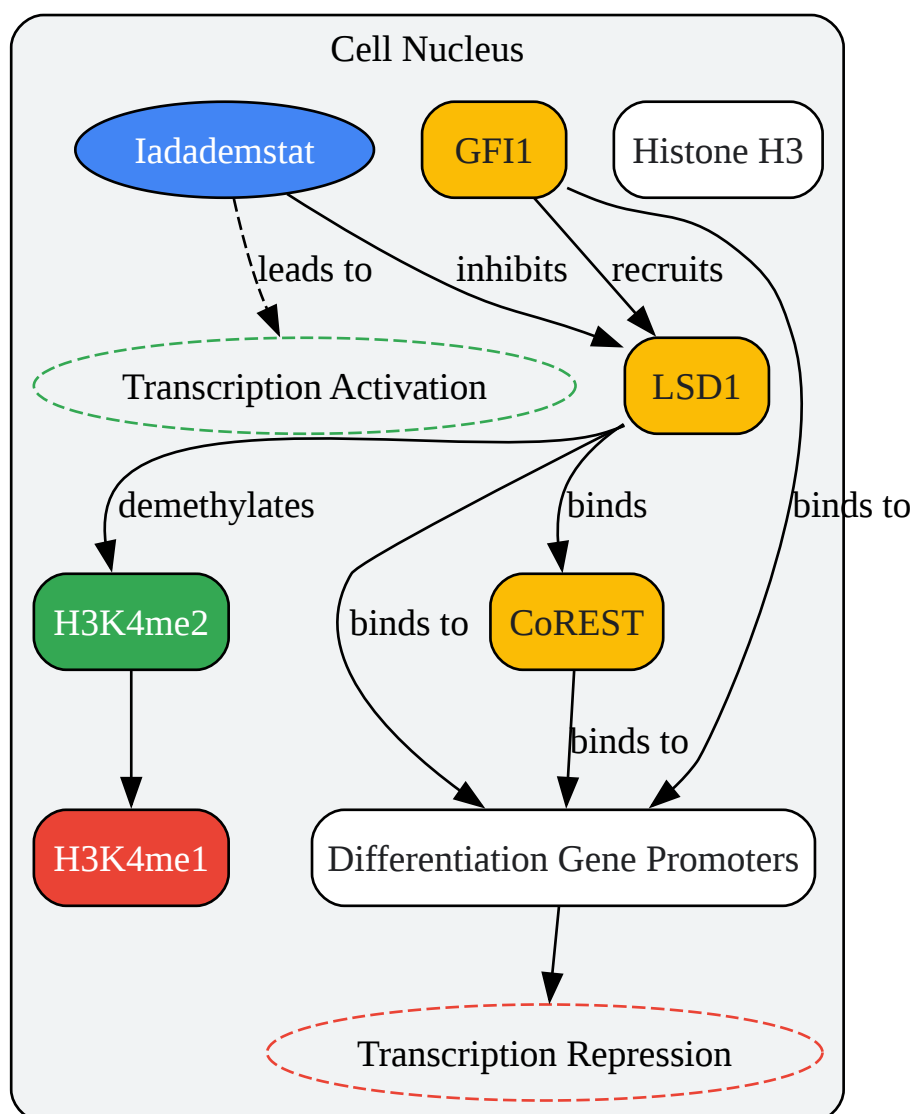 Cell Nucleus
Iadademstat
GFI1
Histone H3
leads to
inhibits
recruits
Transcription Activation
LSD1
demethylates
binds
binds to
H3K4me2
binds to
CoREST
binds to
H3K4me1
Differentiation Gene Promoters
Transcription Repression